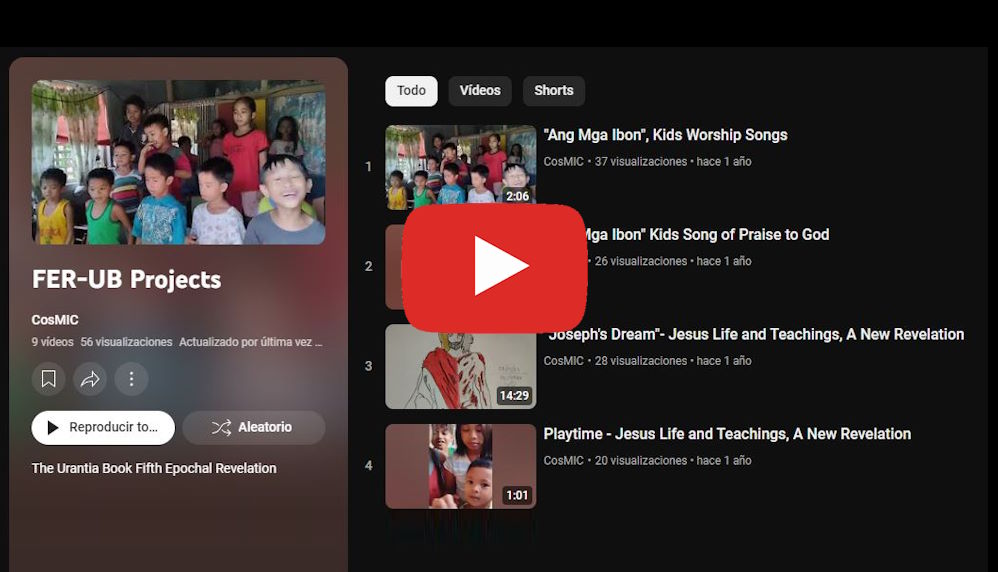 FER-UB Projects
CosMIC
9 vídeos 56 visualizaciones Actualizado por última vez ...
Reproducir to...
Aleatorio
The Urantia Book Fifth Epochal Revelation
Todo
Vídeos
Shorts
1
"Ang Mga Ibon", Kids Worship Songs
CosMIC • 37 visualizaciones • hace 1 año
2:06
2
Mga Ibon" Kids Song of Praise to God
• 26 visualizaciones • hace 1 año
3
"Joseph's Dream"- Jesus Life and Teachings, A New Revelation
CosMIC • 28 visualizaciones • hace 1 año
14:29
4
Playtime - Jesus Life and Teachings, A New Revelation
CosMIC • 20 visualizaciones • hace 1 año
1:01